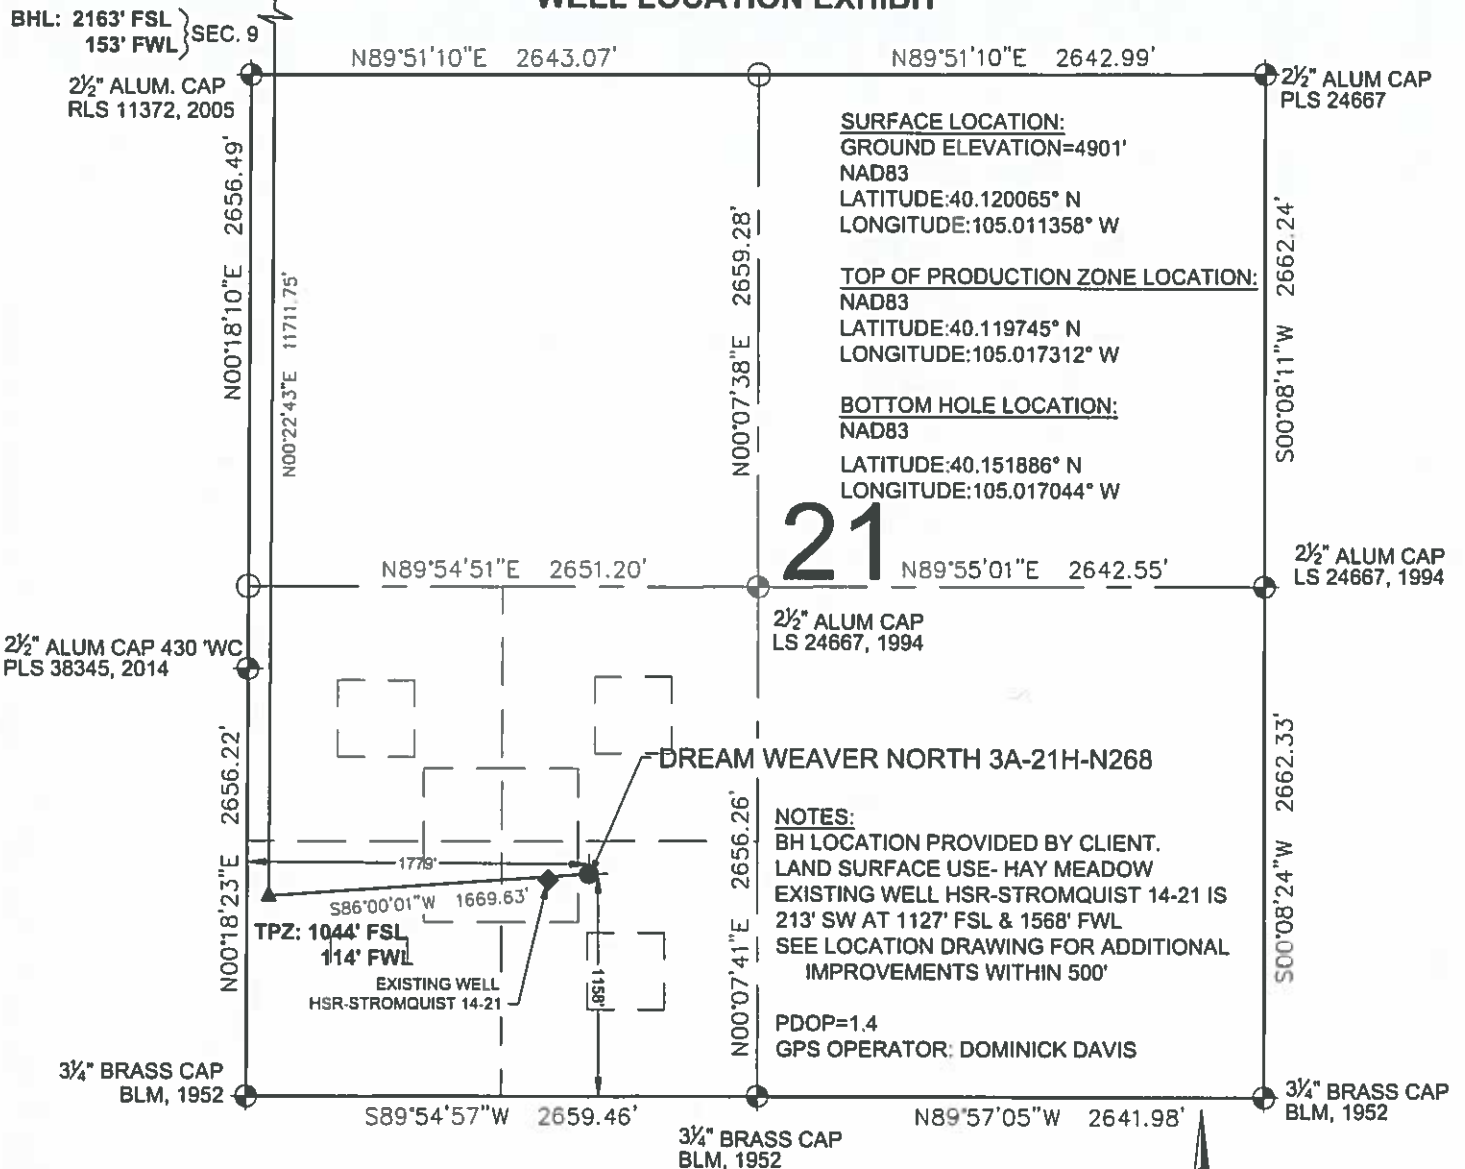 WELL LOCATION EXHIBIT
BHL: 2163' FSL
153' FWL
SEC. 9
N89°51'10"E 2643.07'
N89°51'10"E 2642.99'
2½" ALUM. CAP
RLS 11372, 2005
2½" ALUM CAP
PLS 24667
SURFACE LOCATION:
GROUND ELEVATION=4901'
NAD83
LATITUDE:40.120065° N
LONGITUDE:105.011358° W
TOP OF PRODUCTION ZONE LOCATION:
NAD83
LATITUDE:40.119745° N
LONGITUDE:105.017312° W
BOTTOM HOLE LOCATION:
NAD83
LATITUDE:40.151886° N
LONGITUDE:105.017044° W
N00°18'10"E 2656.49'
N00°22'43"E 11711.75'
N00°07'38"E 2659.28'
S00°08'11"W 2662.24'
21
N89°54'51"E 2651.20'
N89°55'01"E 2642.55'
2½" ALUM CAP
LS 24667, 1994
2½" ALUM CAP
LS 24667, 1994
2½" ALUM CAP 430 'WC
PLS 38345, 2014
DREAM WEAVER NORTH 3A-21H-N268
N00°18'23"E 2656.22'
1779'
S86°00'01"W 1669.63'
TPZ: 1044' FSL
114' FWL
EXISTING WELL
HSR-STROMQUIST 14-21
1158'
N00°07'41"E 2656.26'
NOTES:
BH LOCATION PROVIDED BY CLIENT.
LAND SURFACE USE- HAY MEADOW
EXISTING WELL HSR-STROMQUIST 14-21 IS
213' SW AT 1127' FSL & 1568' FWL
SEE LOCATION DRAWING FOR ADDITIONAL
IMPROVEMENTS WITHIN 500'
PDOP=1.4
GPS OPERATOR: DOMINICK DAVIS
S00°08'24"W 2662.33'
3¼" BRASS CAP
BLM, 1952
S89°54'57"W 2659.46'
3¼" BRASS CAP
BLM, 1952
N89°57'05"W 2641.98'
3¼" BRASS CAP
BLM, 1952